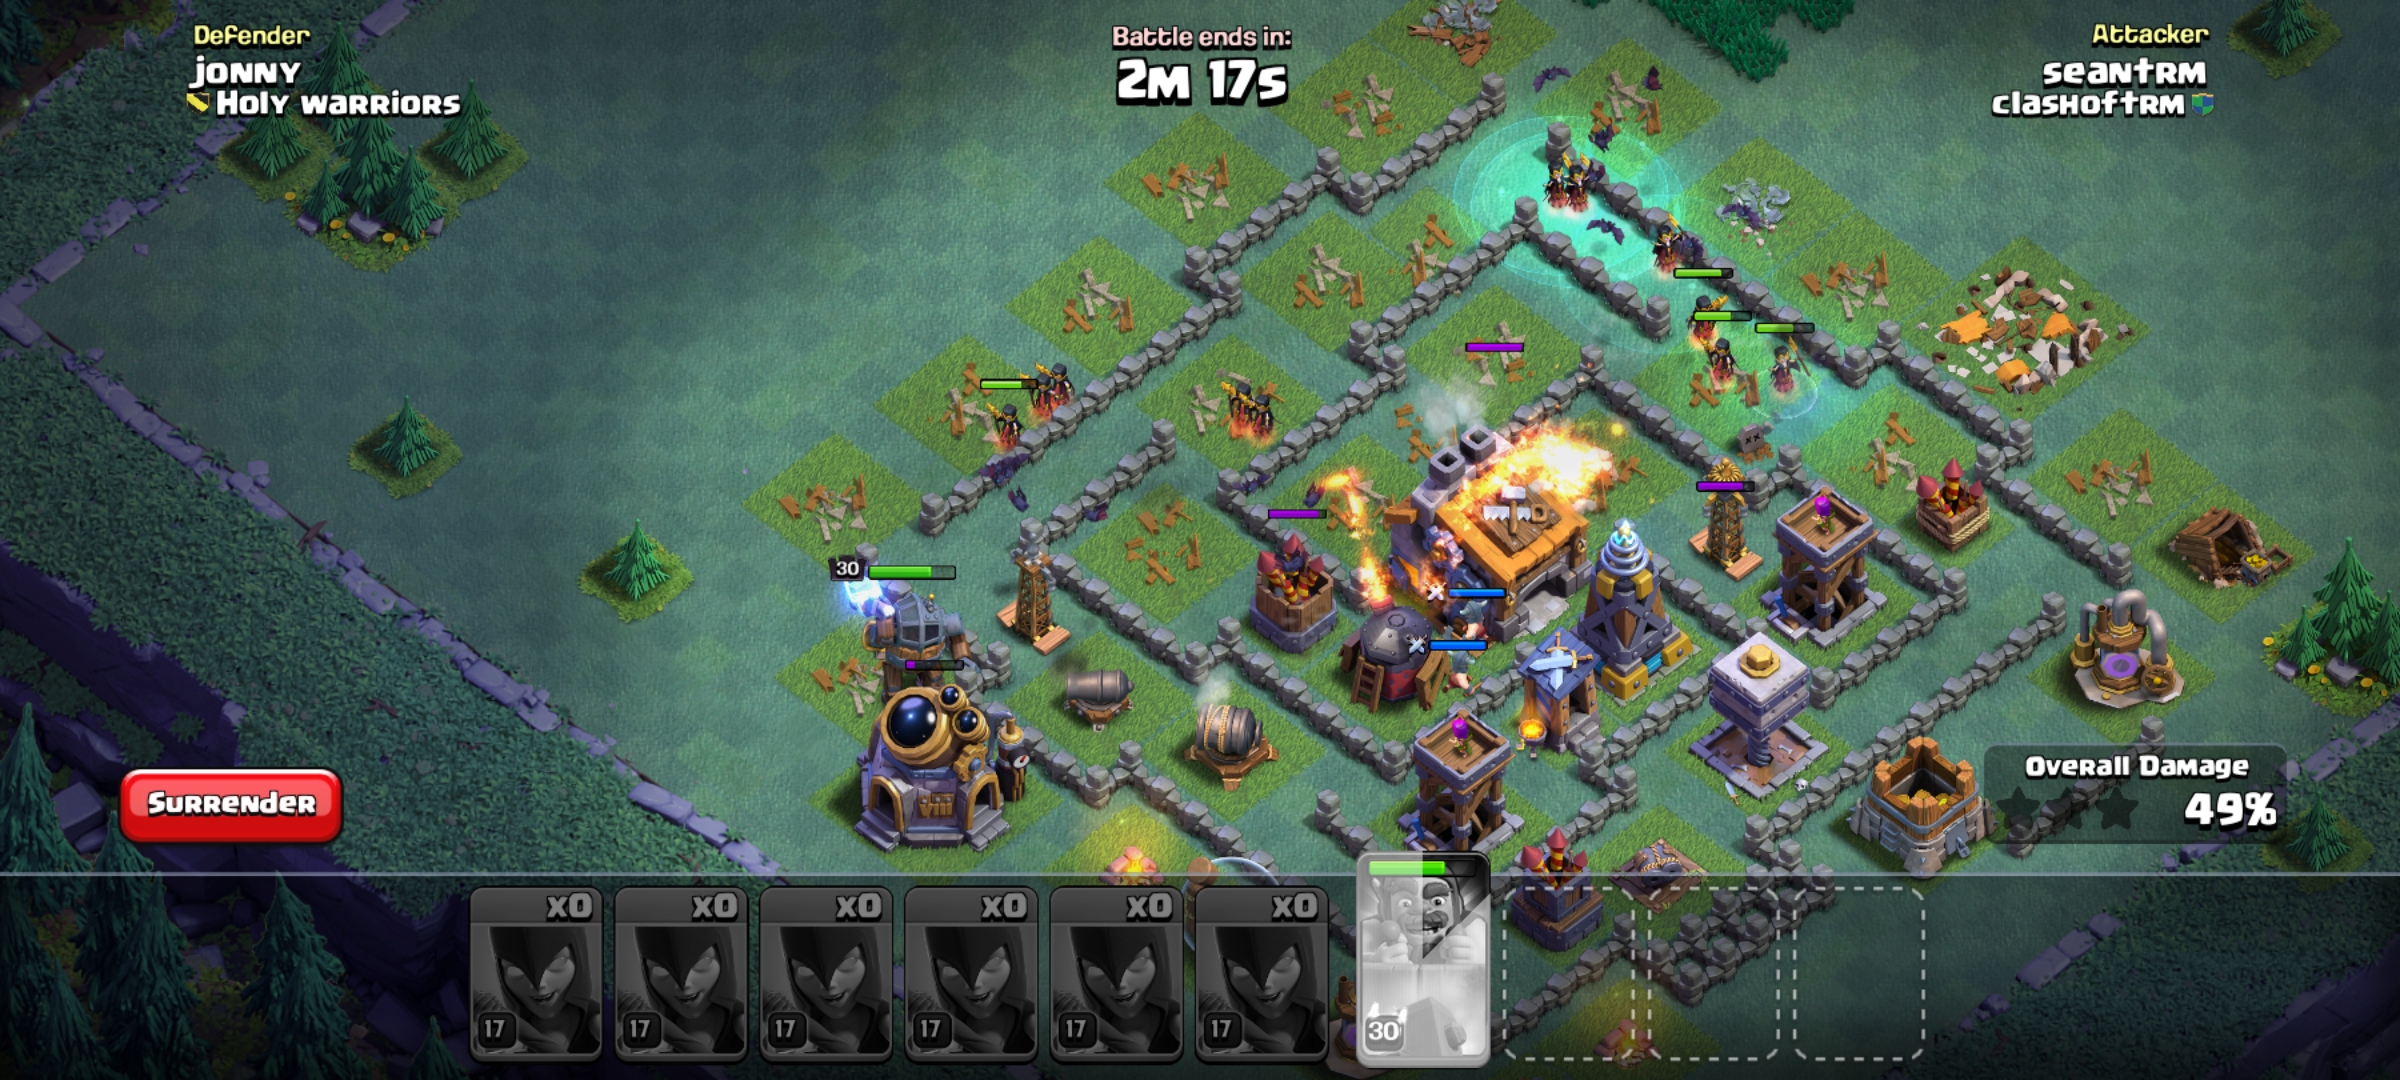 Defender
jonny
Holy warriors
Battle ends in:
2M 17s
Attacker
seantrm
clashoftrm
30
VIII
Surrender
Overall Damage
49%
x0
x0
x0
x0
x0
x0
17
17
17
17
17
17
30